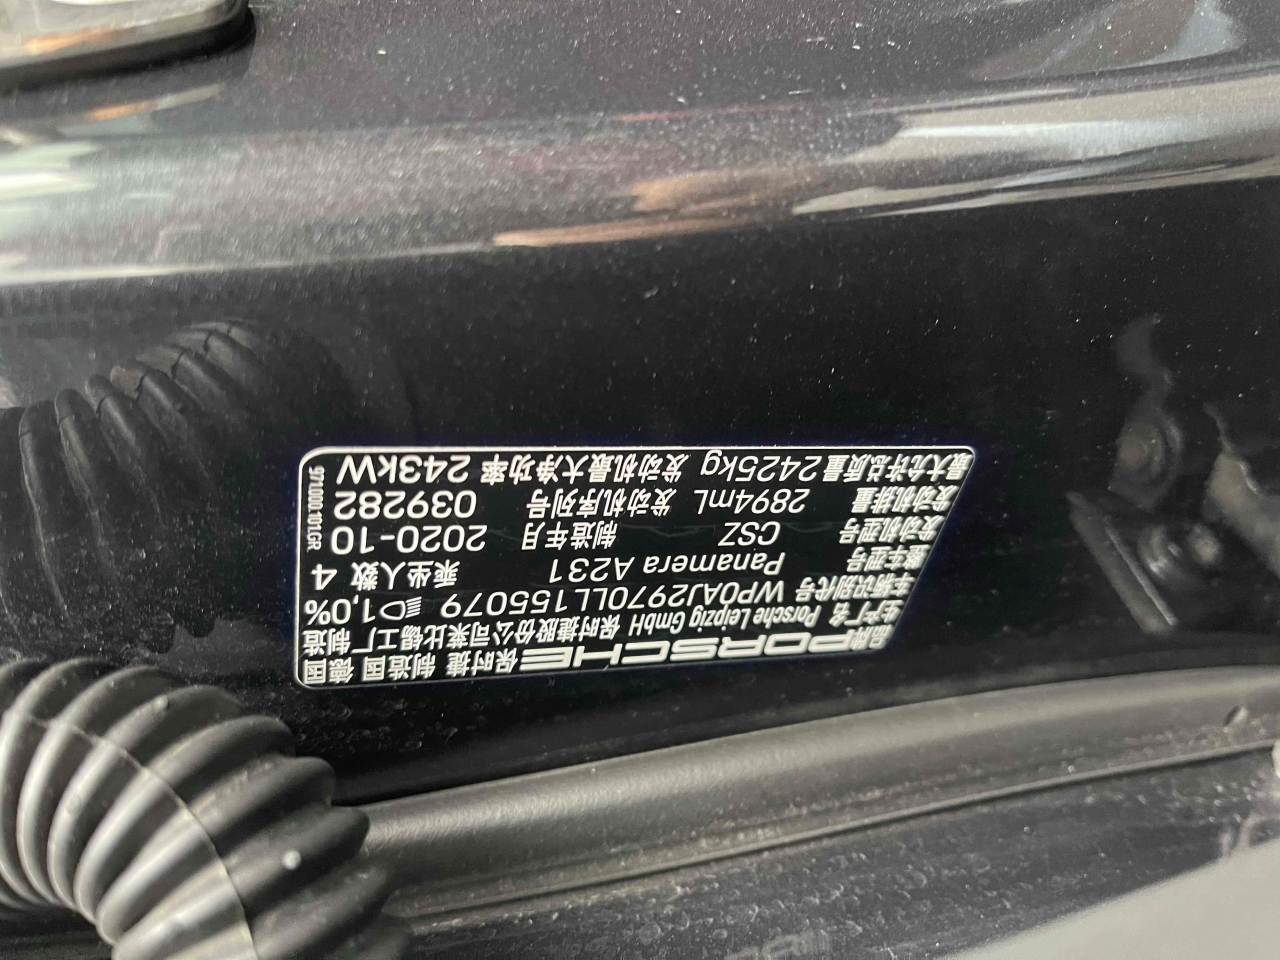 品牌 PORSCHE 保时捷 制造国 德国
生产厂名 Porsche Leipzig GmbH 保时捷股份公司莱比锡工厂制造
车辆识别代号 WP0AJ2970LL155079 1,0%
整车型号 Panamera A231 乘坐人数 4
发动机型号 CSZ 制造年月 2020-10
发动机排量 2894mL 发动机序列号 039282
最大允许总质量 2425kg 发动机最大净功率 243kW